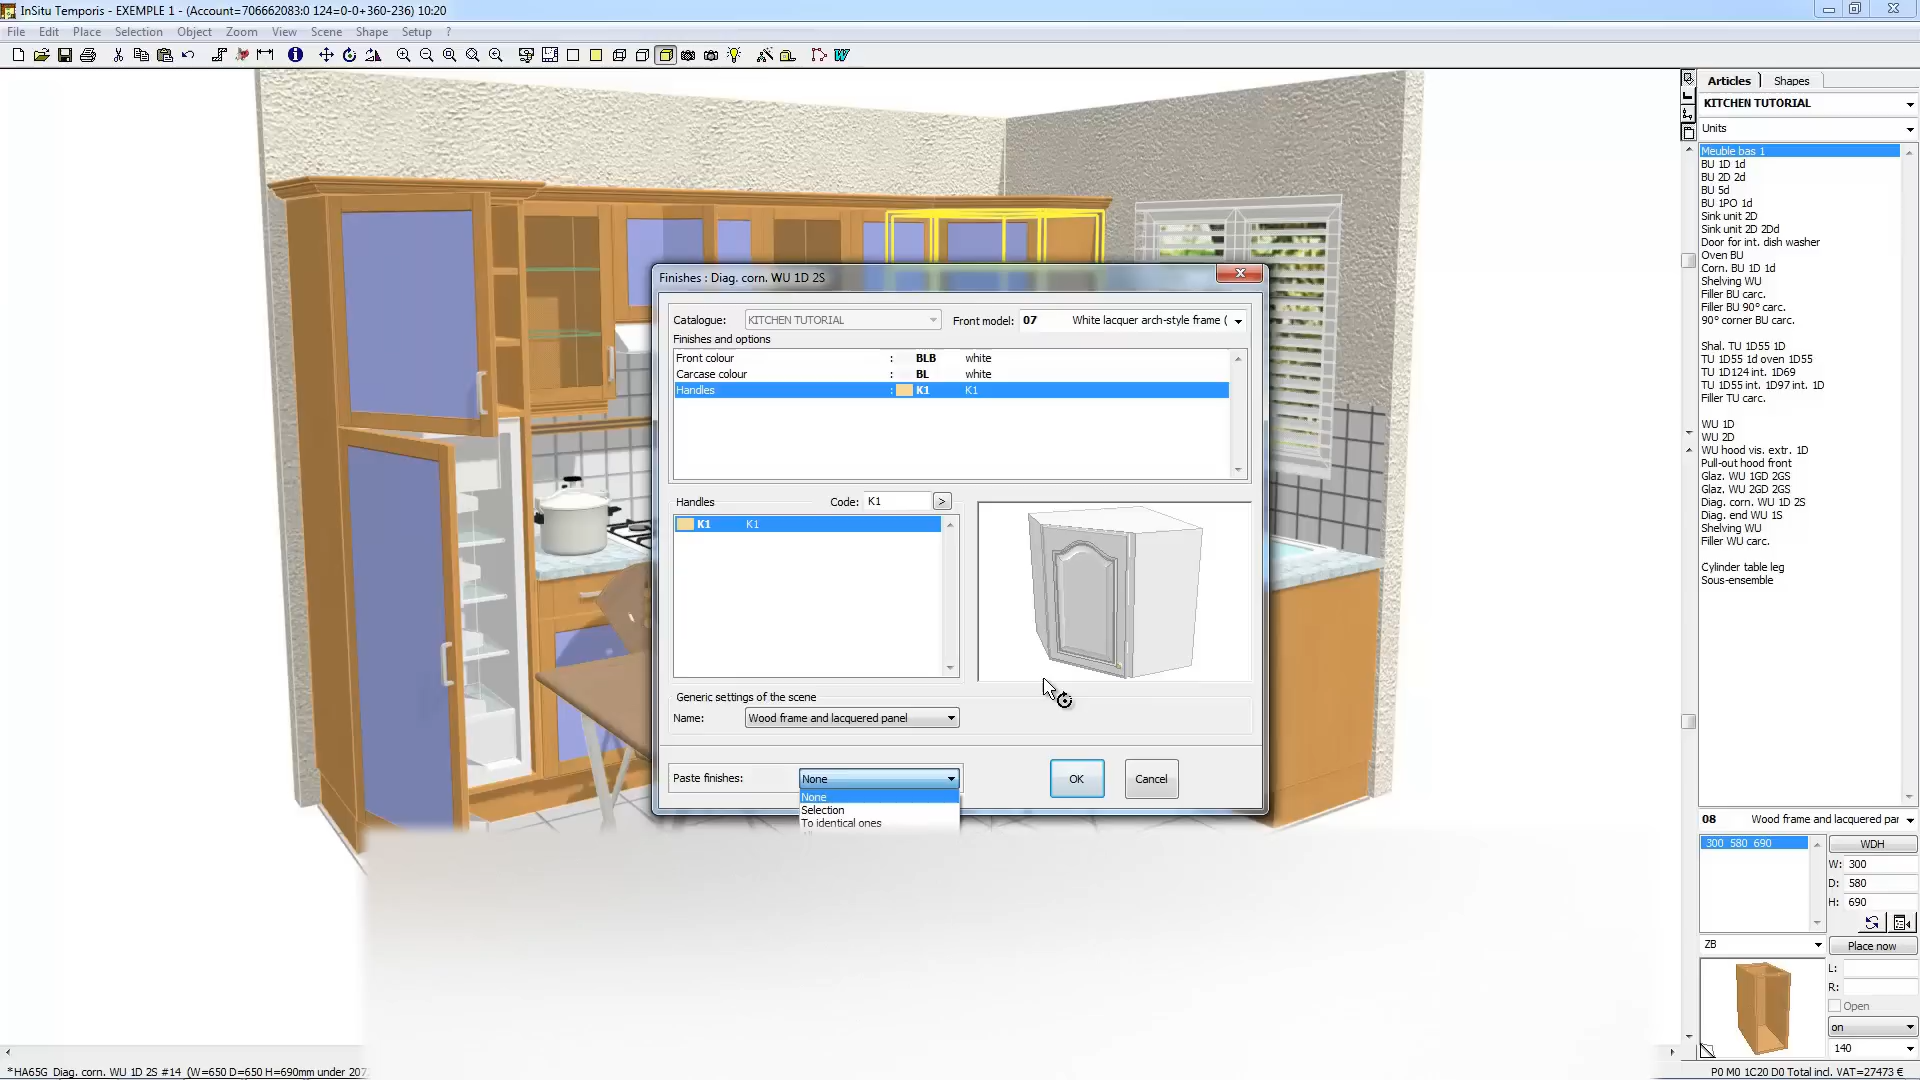 InSitu Temporis - EXEMPLE 1 - (Account=706662083:0 124=0-0+360-236) 10:20
File Edit Place Selection Object Zoom View Scene Shape Setup ?
Articles Shapes
KITCHEN TUTORIAL
Units
Meuble bas 1
BU 1D 1d
BU 2D 2d
BU 5d
BU 1PO 1d
Sink unit 2D
Sink unit 2D 2Dd
Door for int. dish washer
Oven BU
Corn. BU 1D 1d
Shelving WU
Filler BU carc.
Filler BU 90° carc.
90° corner BU carc.
Shal. TU 1D55 1D
TU 1D55 1d oven 1D55
TU 1D124 int. 1D69
TU 1D55 int. 1D97 int. 1D
Filler TU carc.
WU 1D
WU 2D
WU hood vis. extr. 1D
Pull-out hood front
Glaz. WU 1GD 2GS
Glaz. WU 2GD 2GS
Diag. corn. WU 1D 2S
Diag. end WU 1S
Shelving WU
Filler WU carc.
Cylinder table leg
Sous-ensemble
08 Wood frame and lacquered par
300 580 690
WDH
W: 300
D: 580
H: 690
ZB
Place now
L:
R:
Open
on
140
Finishes : Diag. corn. WU 1D 2S
Catalogue: KITCHEN TUTORIAL Front model: 07 White lacquer arch-style frame (
Finishes and options
Front colour : BLB white
Carcase colour : BL white
Handles : K1 K1
Handles Code: K1 >
K1 K1
Generic settings of the scene
Name: Wood frame and lacquered panel
Paste finishes: None
OK
Cancel
None
Selection
To identical ones
*HA65G Diag. corn. WU 1D 2S #14 (W=650 D=650 H=690mm under 207
P0 M0 1C20 D0 Total incl. VAT=27473 €